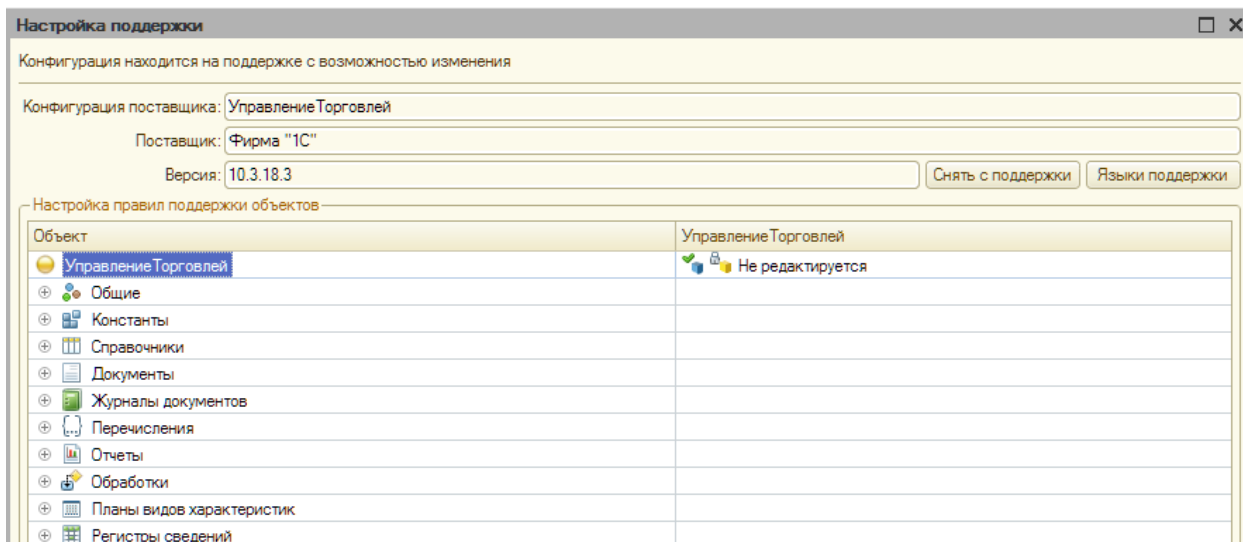 Настройка поддержки
Конфигурация находится на поддержке с возможностью изменения
Конфигурация поставщика: УправлениеТорговлей
Поставщик: Фирма "1С"
Версия: 10.3.18.3 Снять с поддержки Языки поддержки
Настройка правил поддержки объектов
Объект УправлениеТорговлей
УправлениеТорговлей Не редактируется
Общие
Константы
Справочники
Документы
Журналы документов
Перечисления
Отчеты
Обработки
Планы видов характеристик
Регистры сведений